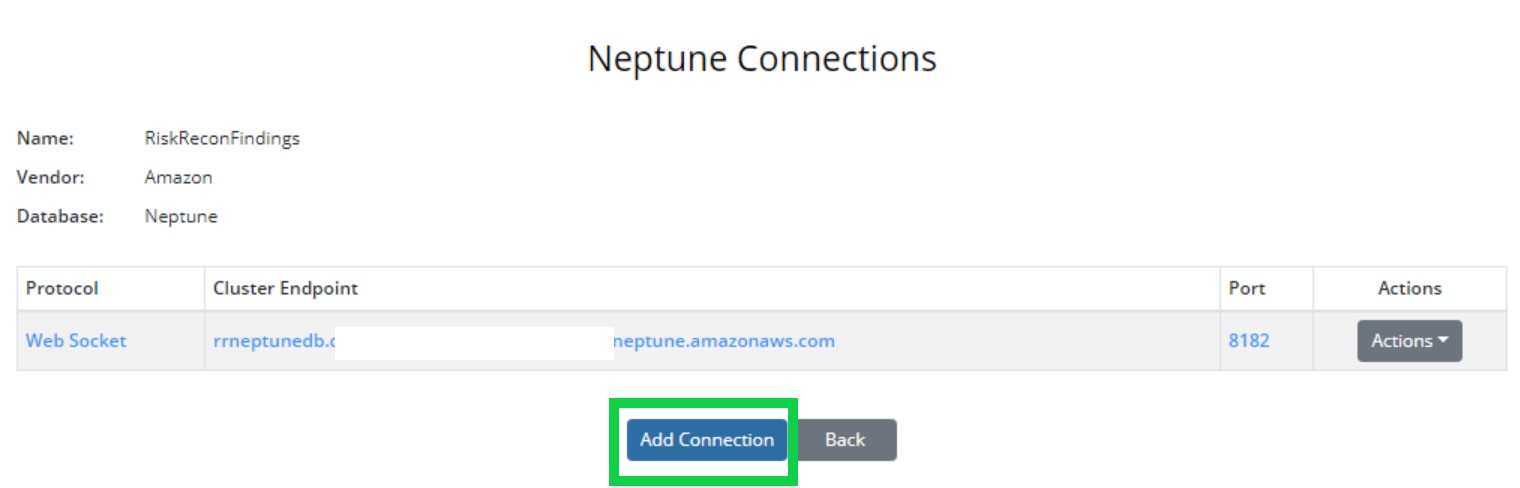 Neptune Connections
Name: RiskReconFindings
Vendor: Amazon
Database: Neptune
Protocol Cluster Endpoint Port Actions
Web Socket rrneptunedb.c neptune.amazonaws.com 8182 Actions
Add Connection Back